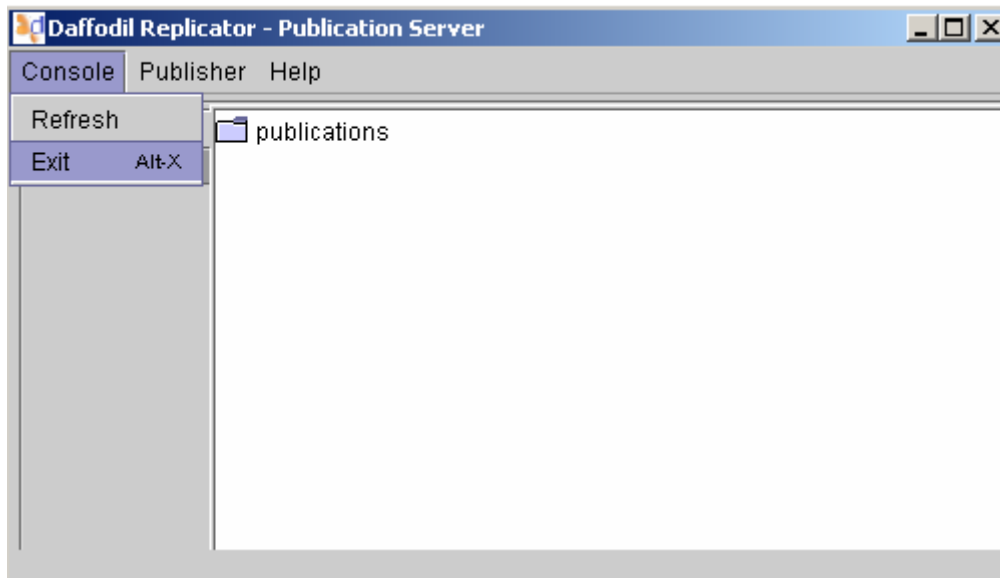 Daffodil Replicator - Publication Server
Console Publisher Help
Refresh
publications
Exit Alt-X